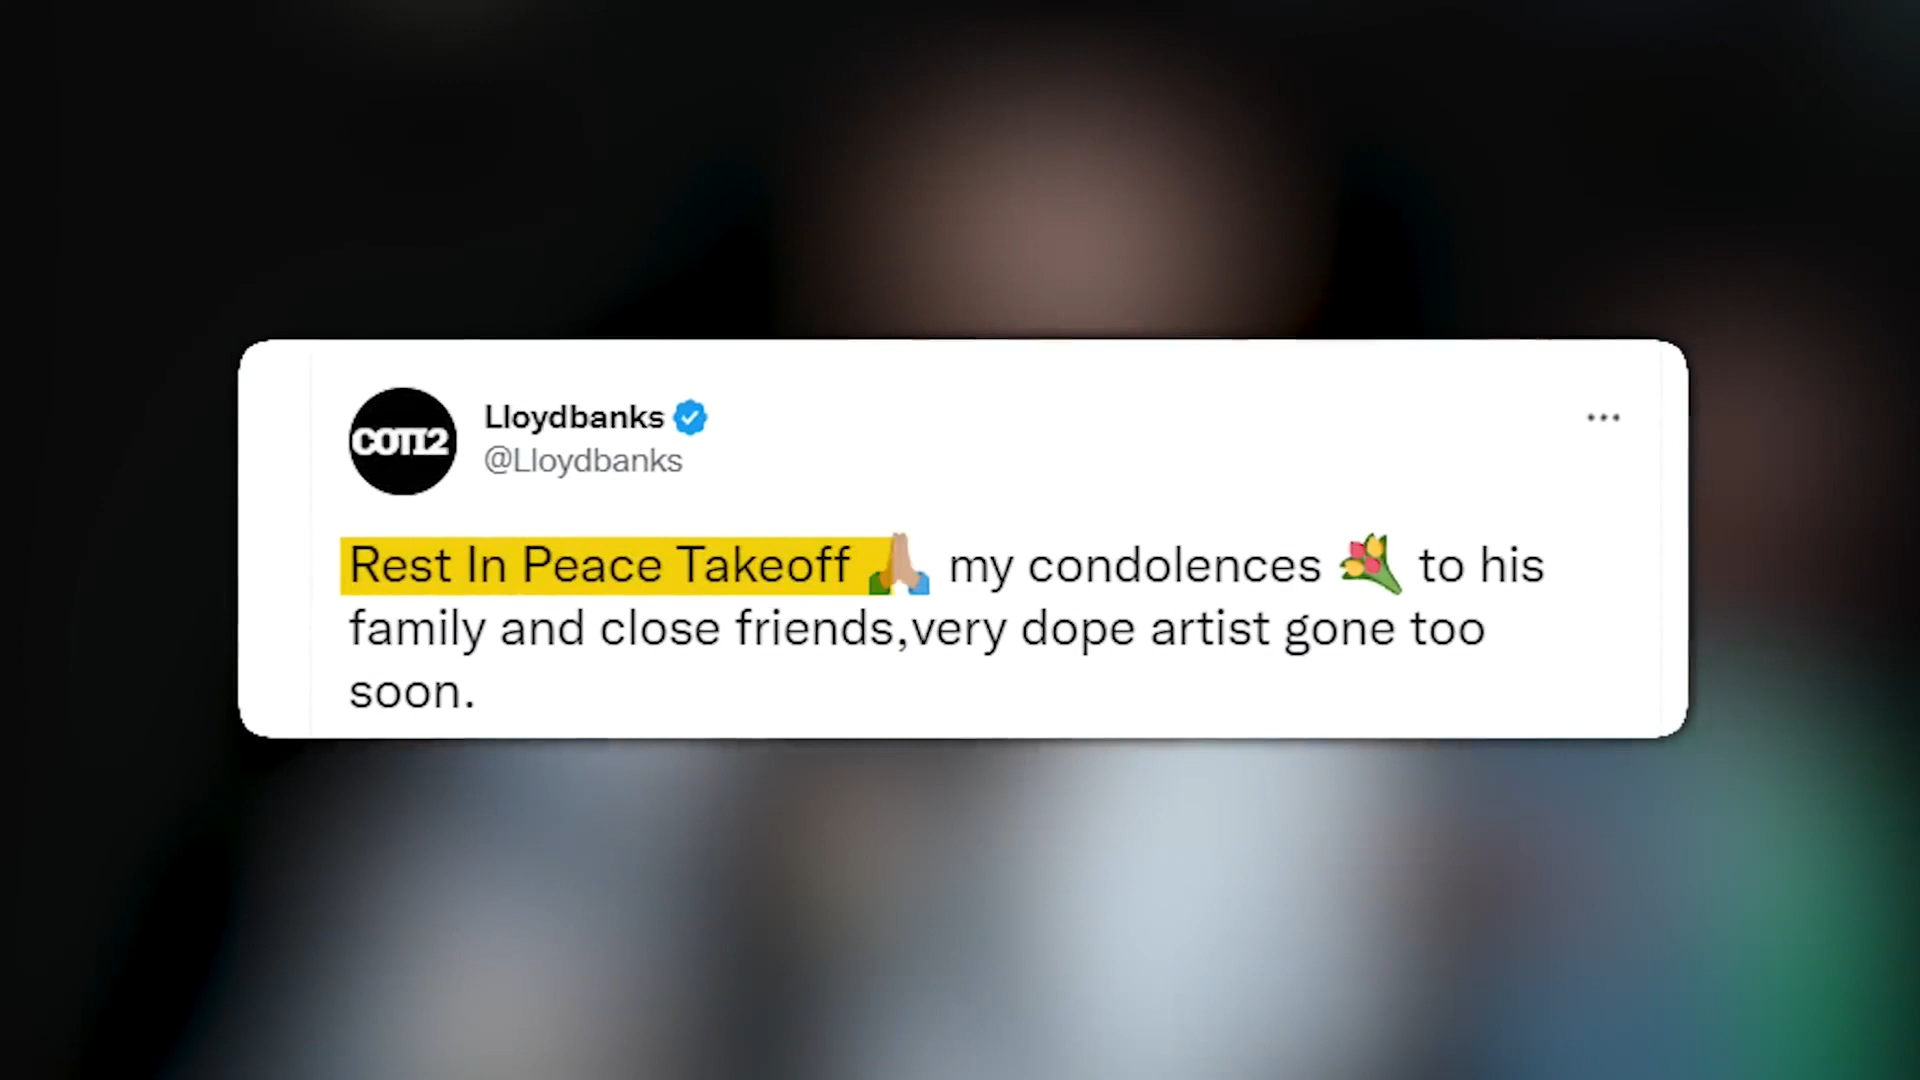 COTI2
Lloydbanks
@Lloydbanks
Rest In Peace Takeoff 🙏🏼 my condolences 💐 to his
family and close friends,very dope artist gone too
soon.